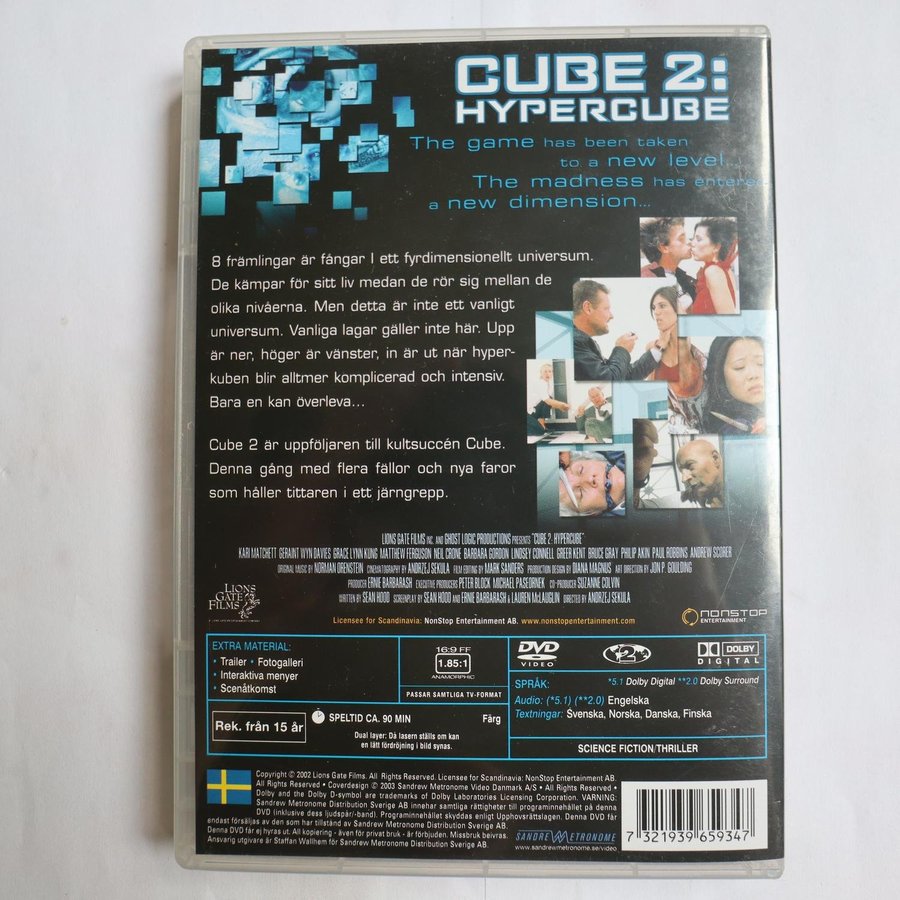 CUBE 2:
HYPERCUBE
The game has been taken
to a new level...
The madness has entered
a new dimension...
8 främlingar är fångar I ett fyrdimensionellt universum.
De kämpar för sitt liv medan de rör sig mellan de
olika nivåerna. Men detta är inte ett vanligt
universum. Vanliga lagar gäller inte här. Upp
är ner, höger är vänster, in är ut när hyper-
kuben blir alltmer komplicerad och intensiv.
Bara en kan överleva...
Cube 2 är uppföljaren till kultsuccén Cube.
Denna gång med flera fällor och nya faror
som håller tittaren i ett järngrepp.
LIONS GATE FILMS INC. AND GHOST LOGIC PRODUCTIONS PRESENTS "CUBE 2: HYPERCUBE"
KARI MATCHETT GERAINT WYN DAVIES GRACE LYNN KUNG MATTHEW FERGUSON NEIL CRONE BARBARA GORDON LINDSEY CONNELL GREER KENT BRUCE GRAY PHILIP AKIN PAUL ROBBINS ANDREW SCORER
ORIGINAL MUSIC BY NORMAN ORENSTEIN CINEMATOGRAPHY BY ANDRZEJ SEKULA FILM EDITING BY MARK SANDERS PRODUCTION DESIGN BY DIANA MAGNUS ART DIRECTION BY JON P. GOULDING
PRODUCER ERNIE BARBARASH EXECUTIVE PRODUCERS PETER BLOCK MICHAEL PASEORNEK CO-PRODUCER SUZANNE COLVIN
WRITTEN BY SEAN HOOD SCREENPLAY BY SEAN HOOD AND ERNIE BARBARASH & LAUREN McLAUGLIN DIRECTED BY ANDRZEJ SEKULA
LIONS
GATE
FILMS
Licensee for Scandinavia: NonStop Entertainment AB. www.nonstopentertainment.com
NONSTOP
ENTERTAINMENT
EXTRA MATERIAL:
· Trailer · Fotogalleri
· Interaktiva menyer
· Scenåtkomst
16:9 FF
1.85:1
ANAMORPHIC
PASSAR SAMTLIGA TV-FORMAT
DVD
VIDEO
2
DOLBY
DIGITAL
SPRÅK: *5.1 Dolby Digital **2.0 Dolby Surround
Audio: (*5.1) (**2.0) Engelska
Textningar: Svenska, Norska, Danska, Finska
Rek. från 15 år
SPELTID CA. 90 MIN
Färg
Dual layer: Då lasern ställs om kan
en lätt fördröjning i bild synas.
SCIENCE FICTION/THRILLER
Copyright © 2002 Lions Gate Films. All Rights Reserved. Licensee for Scandinavia: NonStop Entertainment AB.
All Rights Reserved • Coverdesign © 2003 Sandrew Metronome Video Danmark A/S • All Rights Reserved •
Dolby and the Dolby D-symbol are trademarks of Dolby Laboratories Licensing Corporation. VARNING:
Sandrew Metronome Distribution Sverige AB innehar samtliga rättigheter till programinnehållet på denna
DVD (inklusive dess ljudspår/-band). Programinnehållet skyddas enligt Upphovsrättslagen. Denna DVD får
endast försäljas av den som har tillstånd av Sandrew Metronome Distribution Sverige AB.
Denna DVD får ej hyras ut. All kopiering - även för privat bruk - är förbjuden. Missbruk beivras.
Ansvarig utgivare är Staffan Wallhem för Sandrew Metronome Distribution Sverige AB.
SANDREW METRONOME
www.sandrewmetronome.se/video
7 321939 659347